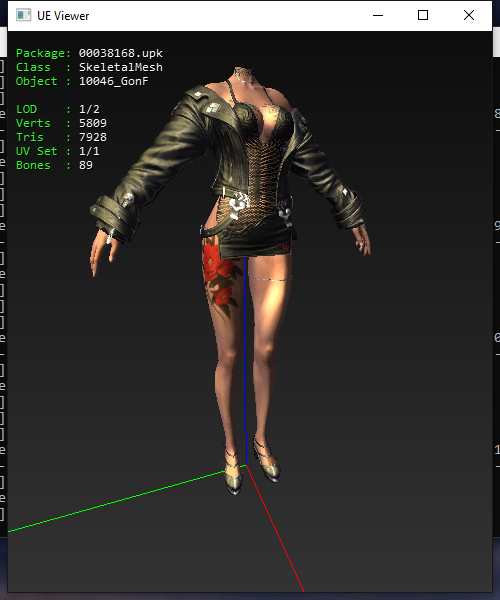 UE Viewer
Package: 00038168.upk
Class : SkeletalMesh
Object : 10046_GonF
LOD : 1/2
Verts : 5809
Tris : 7928
UV Set : 1/1
Bones : 89